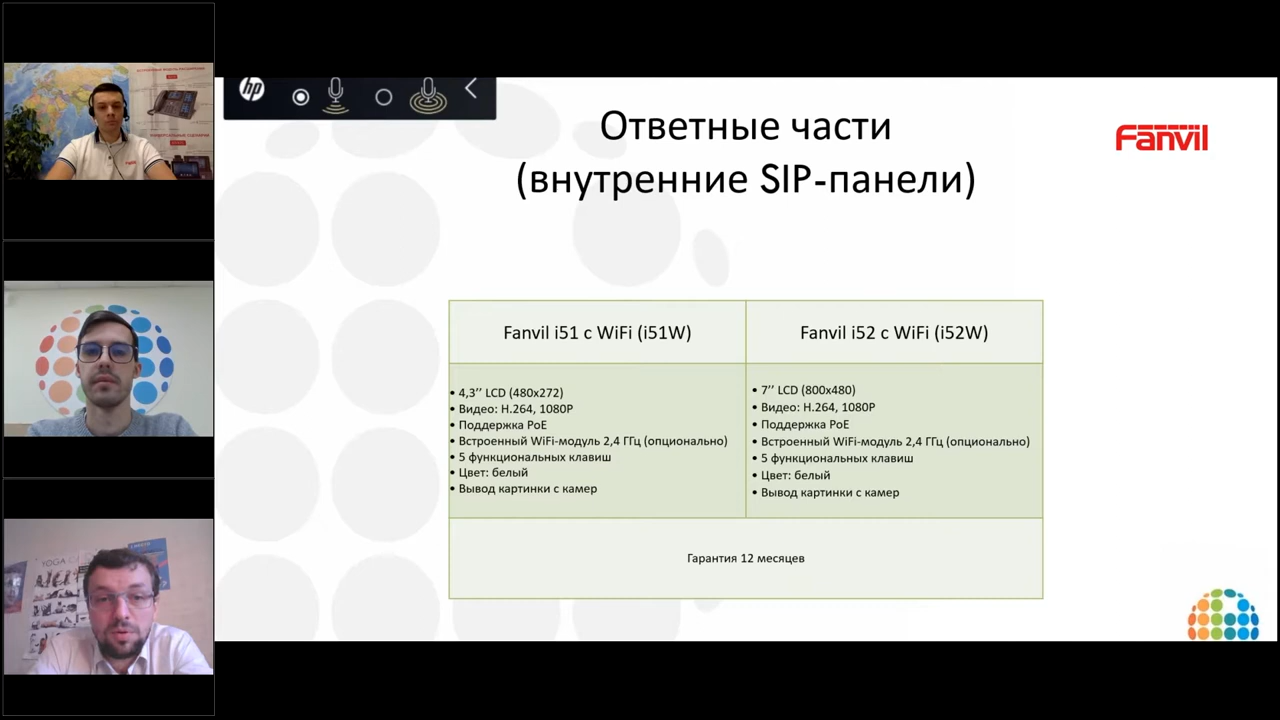 hp
Ответные части
(внутренние SIP-панели)
Fanvil
Fanvil i51 с WiFi (i51W)
Fanvil i52 с WiFi (i52W)
• 4,3’’ LCD (480x272)
• Видео: H.264, 1080P
• Поддержка PoE
• Встроенный WiFi-модуль 2,4 ГГц (опционально)
• 5 функциональных клавиш
• Цвет: белый
• Вывод картинки с камер
• 7’’ LCD (800x480)
• Видео: H.264, 1080P
• Поддержка PoE
• Встроенный WiFi-модуль 2,4 ГГц (опционально)
• 5 функциональных клавиш
• Цвет: белый
• Вывод картинки с камер
Гарантия 12 месяцев
YOGA